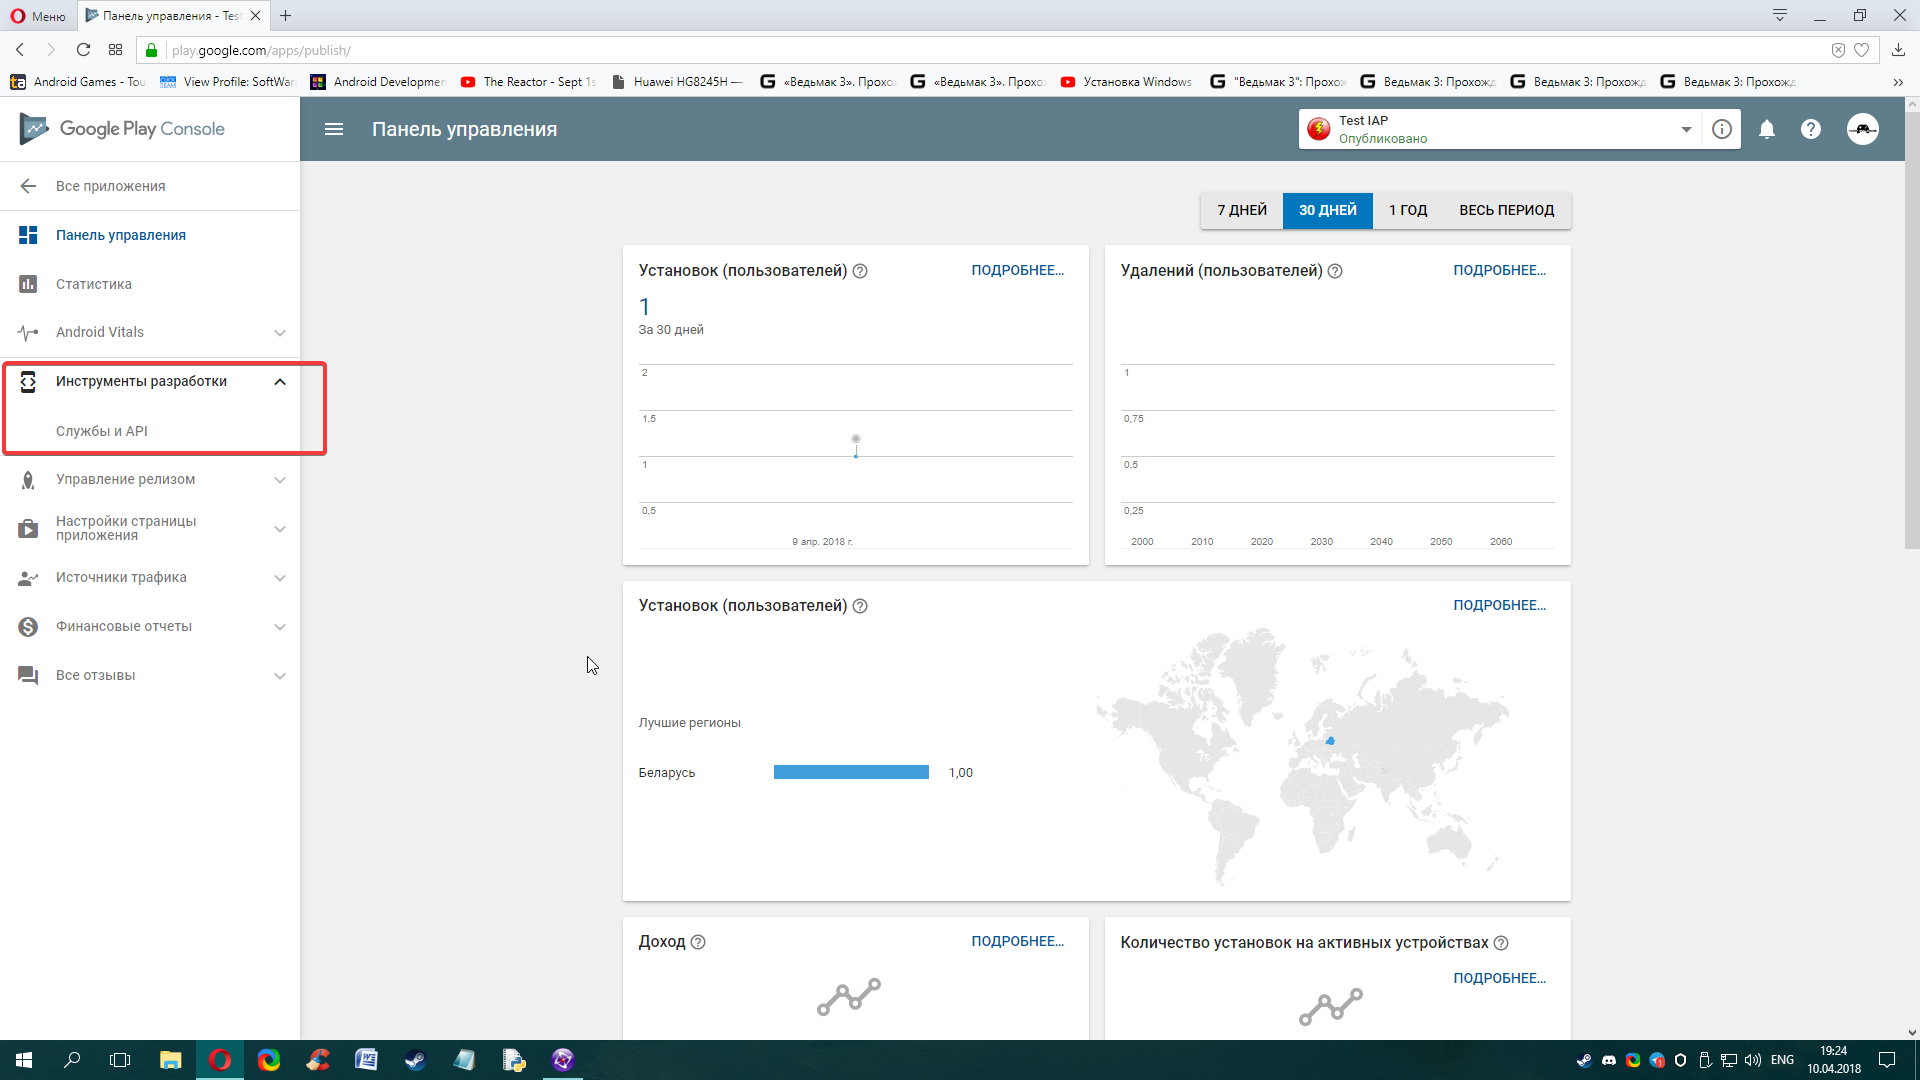 Меню
Панель управления - Test
play.google.com/apps/publish/
Android Games - Tou
View Profile: SoftWar
Android Developmen
The Reactor - Sept 1s
Huawei HG8245H —
«Ведьмак 3». Прохо
«Ведьмак 3». Прохо
Установка Windows
"Ведьмак 3": Прохо
Ведьмак 3: Прохожд
Ведьмак 3: Прохожд
Ведьмак 3: Прохожд
Google Play Console
Панель управления
Test IAP
Опубликовано
Все приложения
Панель управления
Статистика
Android Vitals
Инструменты разработки
Службы и API
Управление релизом
Настройки страницы
приложения
Источники трафика
Финансовые отчеты
Все отзывы
7 ДНЕЙ
30 ДНЕЙ
1 ГОД
ВЕСЬ ПЕРИОД
Установок (пользователей)
ПОДРОБНЕЕ...
1
За 30 дней
2
1,5
1
0,5
9 апр. 2018 г.
Удалений (пользователей)
ПОДРОБНЕЕ...
1
0,75
0,5
0,25
2000 2010 2020 2030 2040 2050 2060
Установок (пользователей)
ПОДРОБНЕЕ...
Лучшие регионы
Беларусь
1,00
Доход
ПОДРОБНЕЕ...
Количество установок на активных устройствах
ПОДРОБНЕЕ...
ENG
19:24
10.04.2018